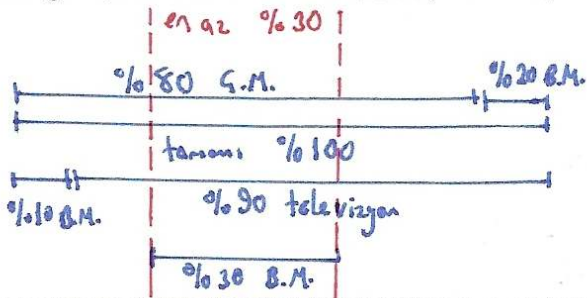 en az %30
%80 Ç.M.
%20 B.M.
tamamı %100
%10 B.M.
%90 televizyon
%30 B.M.